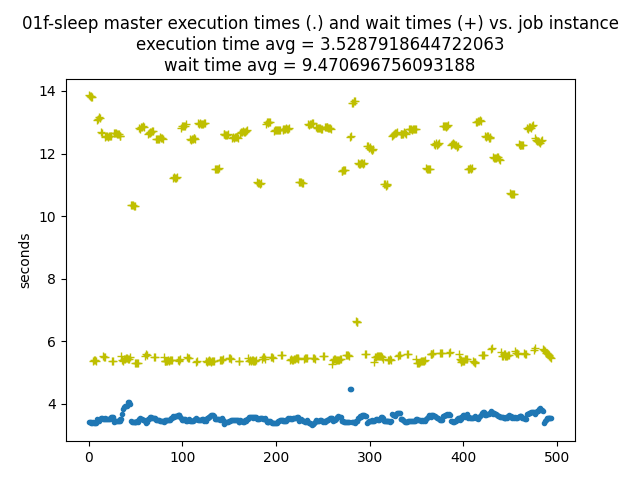 01f-sleep master execution times (.) and wait times (+) vs. job instance
execution time avg = 3.5287918644722063
wait time avg = 9.470696756093188
14
12
10
8
6
4
seconds
0 100 200 300 400 500